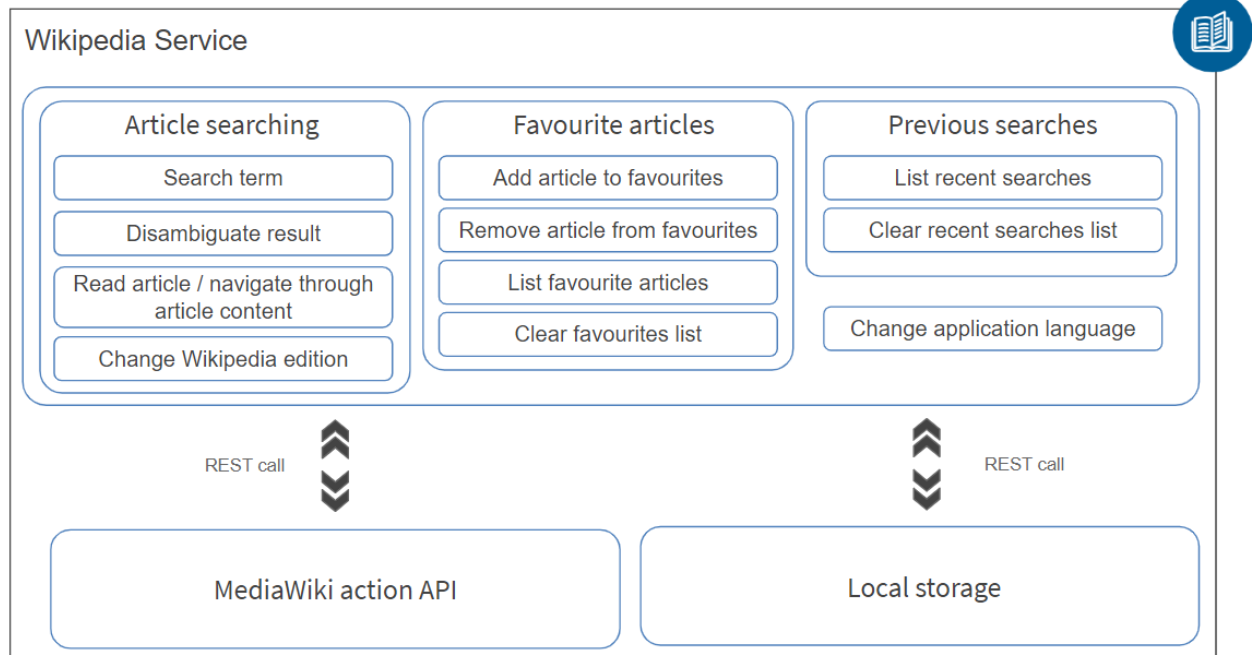 Wikipedia Service
Article searching
Search term
Disambiguate result
Read article / navigate through
article content
Change Wikipedia edition
Favourite articles
Add article to favourites
Remove article from favourites
List favourite articles
Clear favourites list
Previous searches
List recent searches
Clear recent searches list
Change application language
REST call
REST call
MediaWiki action API
Local storage